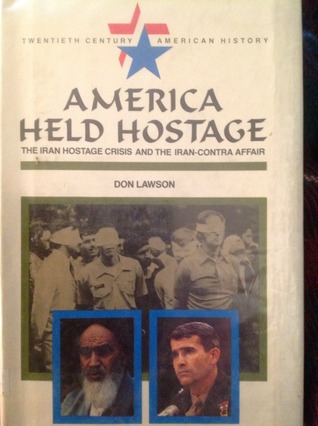 TWENTIETH CENTURY AMERICAN HISTORY
AMERICA
HELD HOSTAGE
THE IRAN HOSTAGE CRISIS AND THE IRAN-CONTRA AFFAIR
DON LAWSON